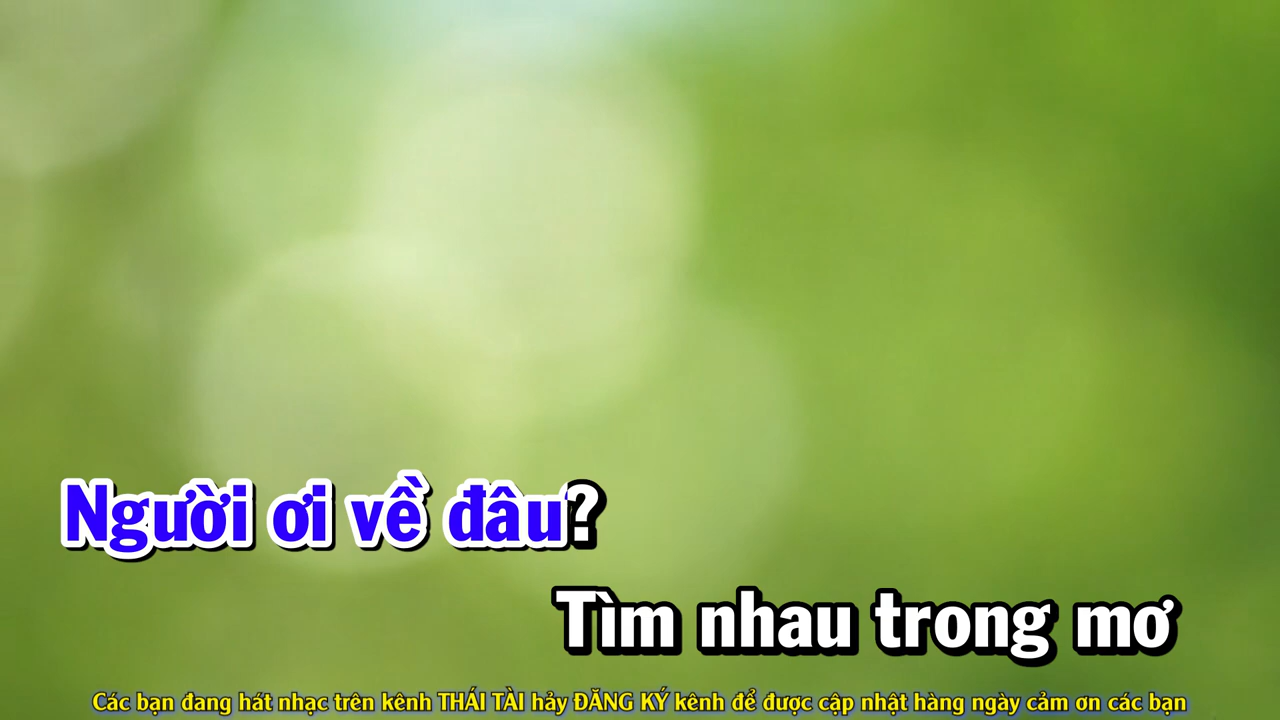 Người ơi về đâu?
Tìm nhau trong mơ
Các bạn đang hát nhạc trên kênh THÁI TÀI hảy ĐĂNG KÝ kênh để được cập nhật hàng ngày cảm ơn các bạn